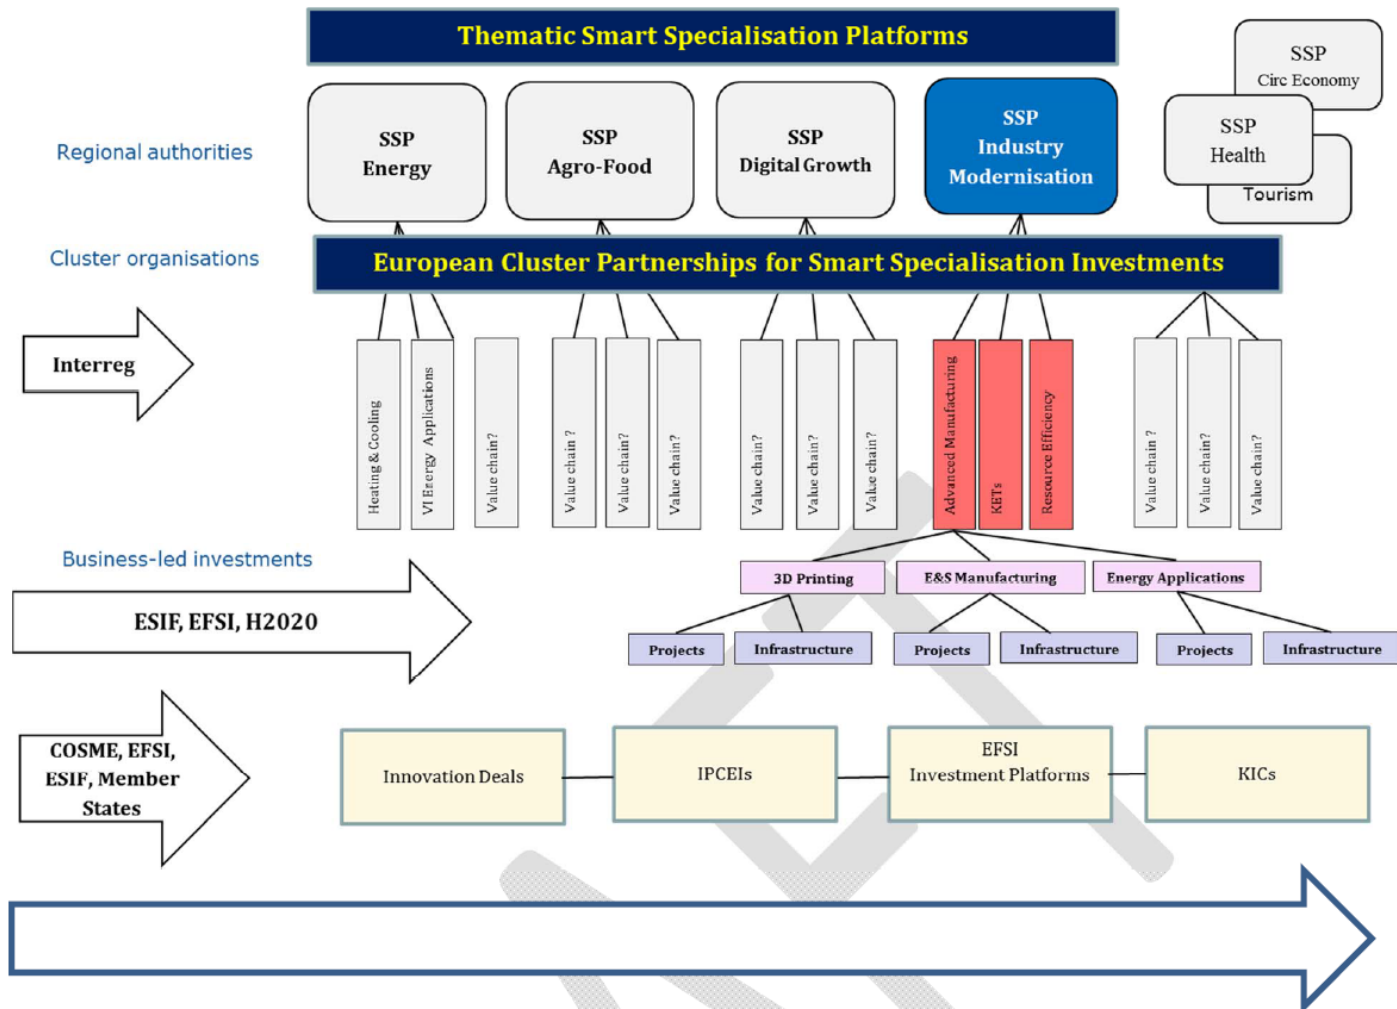 Thematic Smart Specialisation Platforms
SSP
Circ Economy
SSP
Health
Tourism
Regional authorities
SSP
Energy
SSP
Agro-Food
SSP
Digital Growth
SSP
Industry
Modernisation
Cluster organisations
European Cluster Partnerships for Smart Specialisation Investments
Interreg
Heating & Cooling
VI Energy Applications
Value chain?
Value chain?
Value chain?
Value chain?
Value chain?
Value chain?
Value chain?
Advanced Manufacturing
KETs
Resource Efficiency
Value chain ?
Value chain?
Value chain?
Business-led investments
ESIF, EFSI, H2020
3D Printing
E&S Manufacturing
Energy Applications
Projects
Infrastructure
Projects
Infrastructure
Projects
Infrastructure
COSME, EFSI,
ESIF, Member
States
Innovation Deals
IPCEIs
EFSI
Investment Platforms
KICs